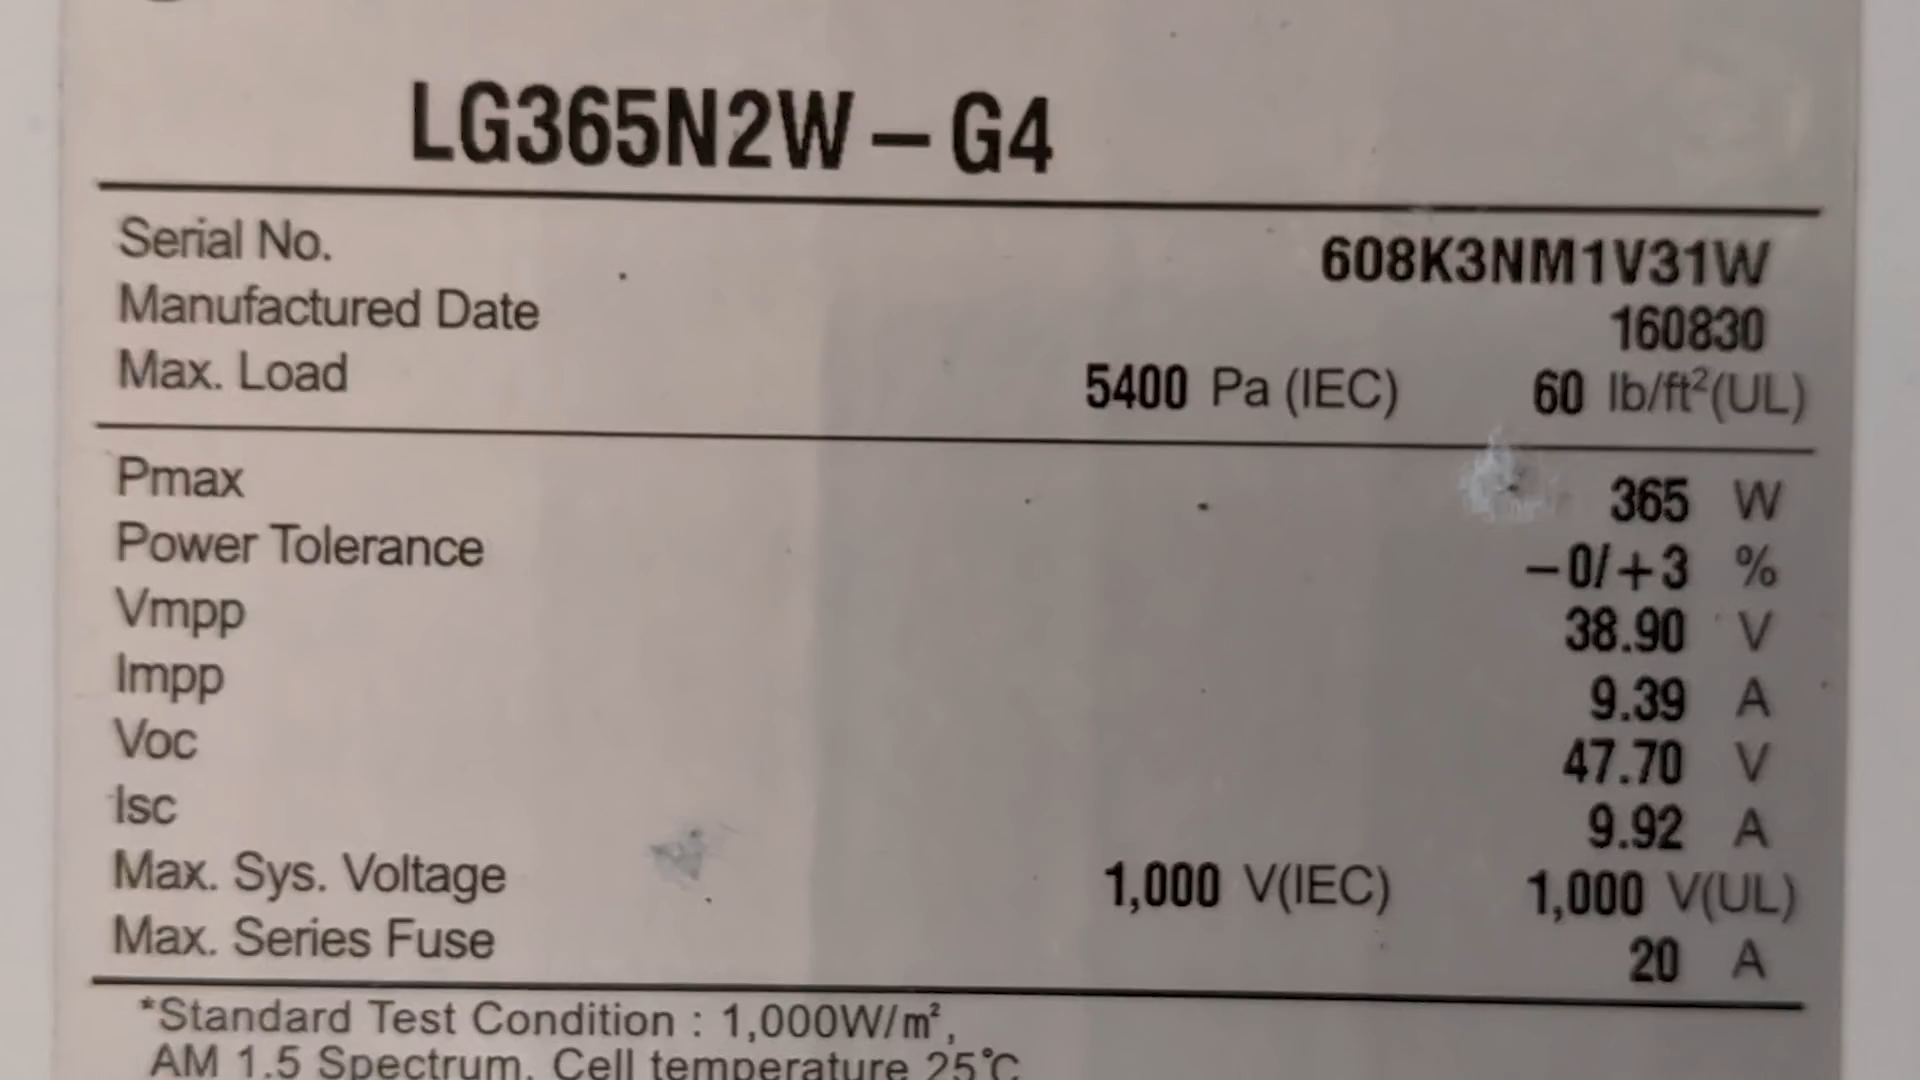 LG365N2W – G4
Serial No. 608K3NM1V31W
Manufactured Date 160830
Max. Load 5400 Pa (IEC) 60 lb/ft²(UL)
Pmax 365 W
Power Tolerance –0/+3 %
Vmpp 38.90 V
Impp 9.39 A
Voc 47.70 V
Isc 9.92 A
Max. Sys. Voltage 1,000 V(IEC) 1,000 V(UL)
Max. Series Fuse 20 A
*Standard Test Condition : 1,000W/m²,
AM 1.5 Spectrum, Cell temperature 25℃